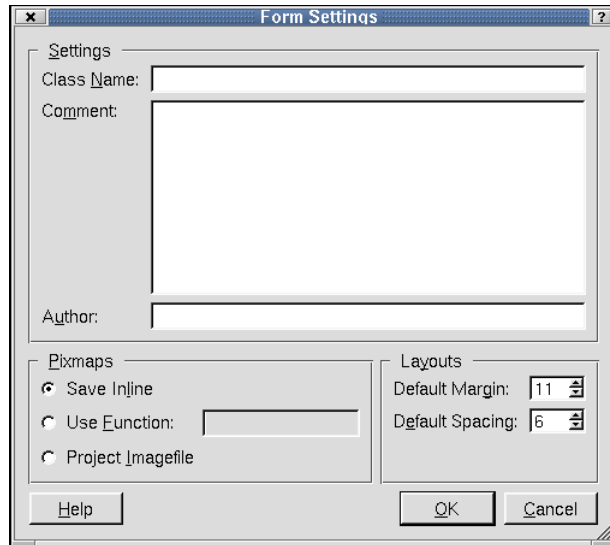 Form Settings
?
Settings
Class Name:
Comment:
Author:
Pixmaps
Save Inline
Use Function:
Project Imagefile
Layouts
Default Margin: 11
Default Spacing: 6
Help
OK
Cancel